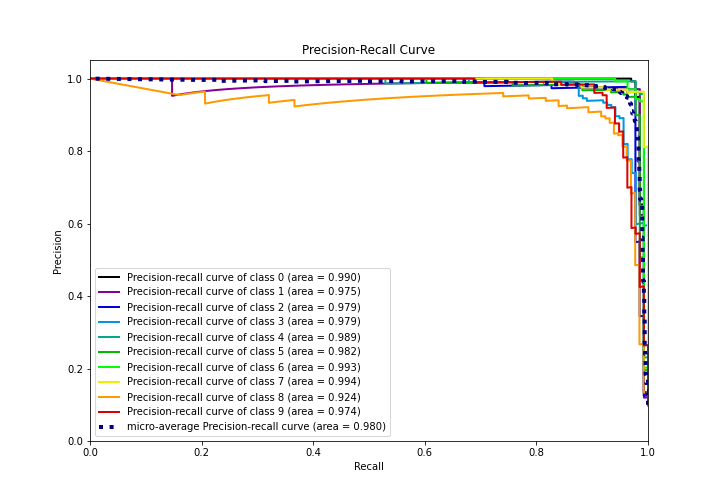 Precision-Recall Curve
1.0
0.8
0.6
0.4
0.2
0.0
Precision
Precision-recall curve of class 0 (area = 0.990)
Precision-recall curve of class 1 (area = 0.975)
Precision-recall curve of class 2 (area = 0.979)
Precision-recall curve of class 3 (area = 0.979)
Precision-recall curve of class 4 (area = 0.989)
Precision-recall curve of class 5 (area = 0.982)
Precision-recall curve of class 6 (area = 0.993)
Precision-recall curve of class 7 (area = 0.994)
Precision-recall curve of class 8 (area = 0.924)
Precision-recall curve of class 9 (area = 0.974)
micro-average Precision-recall curve (area = 0.980)
0.0 0.2 0.4 0.6 0.8 1.0
Recall